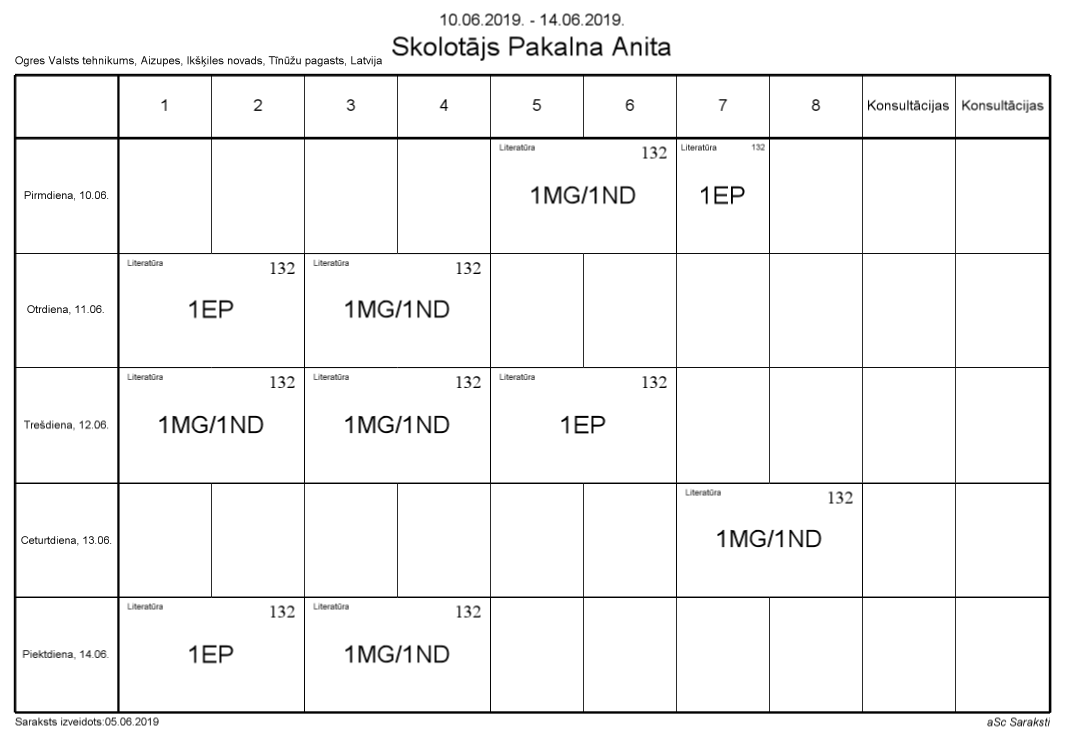 10.06.2019. - 14.06.2019.
Skolotājs Pakalna Anita
Ogres Valsts tehnikums, Aizupes, Ikšķiles novads, Tīnūžu pagasts, Latvija
1 2 3 4 5 6 7 8 Konsultācijas Konsultācijas
Literatūra 132 Literatūra 132
Pirmdiena, 10.06. 1MG/1ND 1EP
Literatūra 132 Literatūra 132
Otrdiena, 11.06. 1EP 1MG/1ND
Literatūra 132 Literatūra 132 Literatūra 132
Trešdiena, 12.06. 1MG/1ND 1MG/1ND 1EP
Literatūra 132
Ceturtdiena, 13.06. 1MG/1ND
Literatūra 132 Literatūra 132
Piektdiena, 14.06. 1EP 1MG/1ND
Saraksts izveidots:05.06.2019 aSc Saraksti